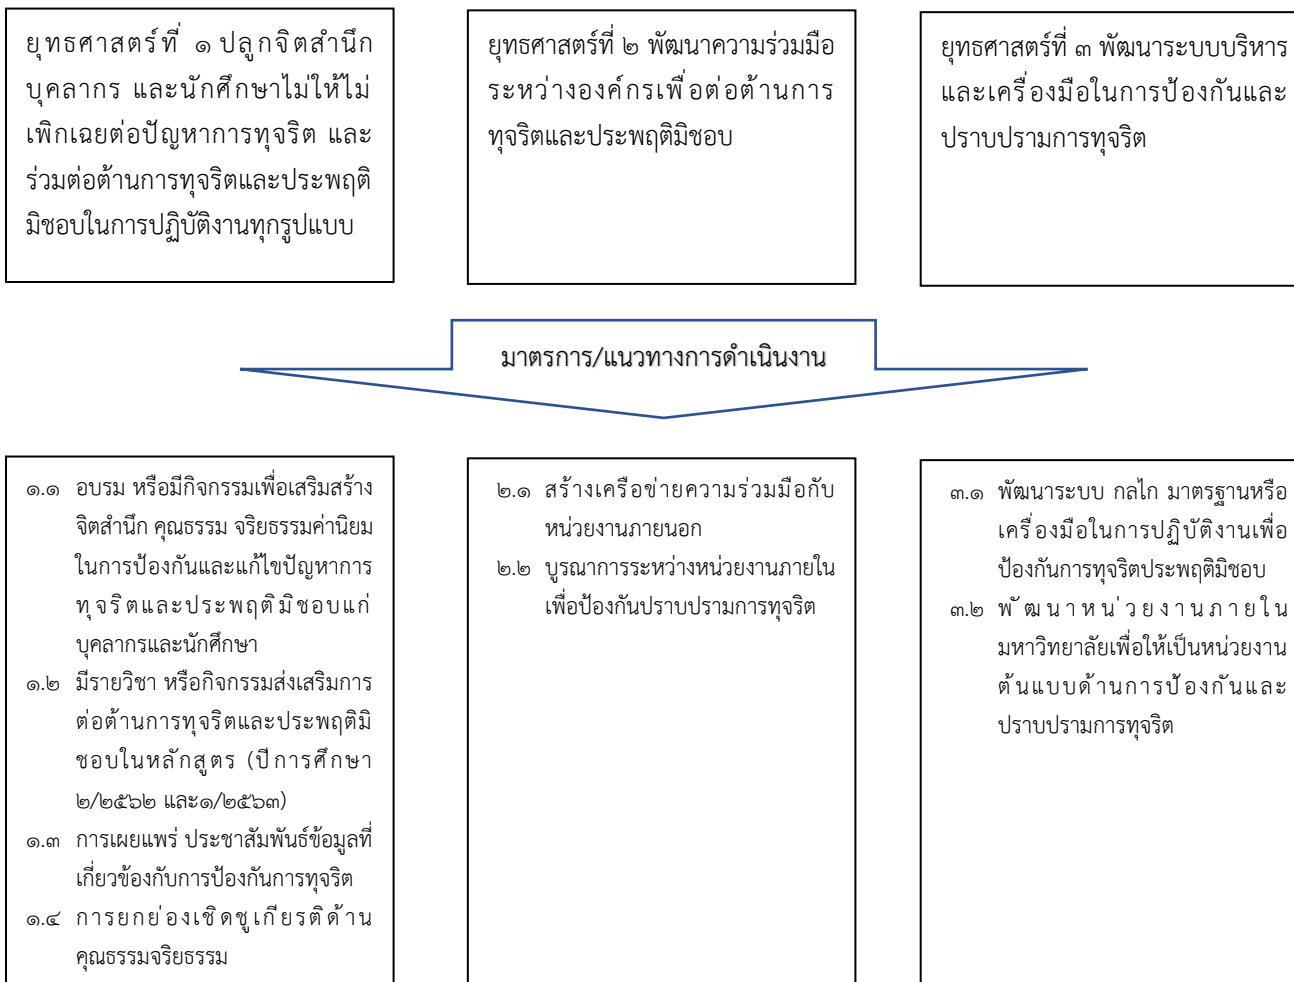 ยุทธศาสตร์ที่ ๑ ปลูกจิตสำนึก
บุคลากร และนักศึกษาไม่ให้ไม่
เพิกเฉยต่อปัญหาการทุจริต และ
ร่วมต่อต้านการทุจริตและประพฤติ
มิชอบในการปฏิบัติงานทุกรูปแบบ
ยุทธศาสตร์ที่ ๒ พัฒนาความร่วมมือ
ระหว่างองค์กรเพื่อต่อต้านการ
ทุจริตและประพฤติมิชอบ
ยุทธศาสตร์ที่ ๓ พัฒนาระบบบริหาร
และเครื่องมือในการป้องกันและ
ปราบปรามการทุจริต
มาตรการ/แนวทางการดำเนินงาน
๑.๑ อบรม หรือมีกิจกรรมเพื่อเสริมสร้าง
จิตสำนึก คุณธรรม จริยธรรมค่านิยม
ในการป้องกันและแก้ไขปัญหาการ
ทุจริตและประพฤติมิชอบแก่
บุคลากรและนักศึกษา
๑.๒ มีรายวิชา หรือกิจกรรมส่งเสริมการ
ต่อต้านการทุจริตและประพฤติมิ
ชอบในหลักสูตร (ปีการศึกษา
๒/๒๕๖๒ และ๑/๒๕๖๓)
๑.๓ การเผยแพร่ ประชาสัมพันธ์ข้อมูลที่
เกี่ยวข้องกับการป้องกันการทุจริต
๑.๔ การยกย่องเชิดชูเกียรติด้าน
คุณธรรมจริยธรรม
๒.๑ สร้างเครือข่ายความร่วมมือกับ
หน่วยงานภายนอก
๒.๒ บูรณาการระหว่างหน่วยงานภายใน
เพื่อป้องกันปราบปรามการทุจริต
๓.๑ พัฒนาระบบ กลไก มาตรฐานหรือ
เครื่องมือในการปฏิบัติงานเพื่อ
ป้องกันการทุจริตประพฤติมิชอบ
๓.๒ พัฒนาหน่วยงานภายใน
มหาวิทยาลัยเพื่อให้เป็นหน่วยงาน
ต้นแบบด้านการป้องกันและ
ปราบปรามการทุจริต